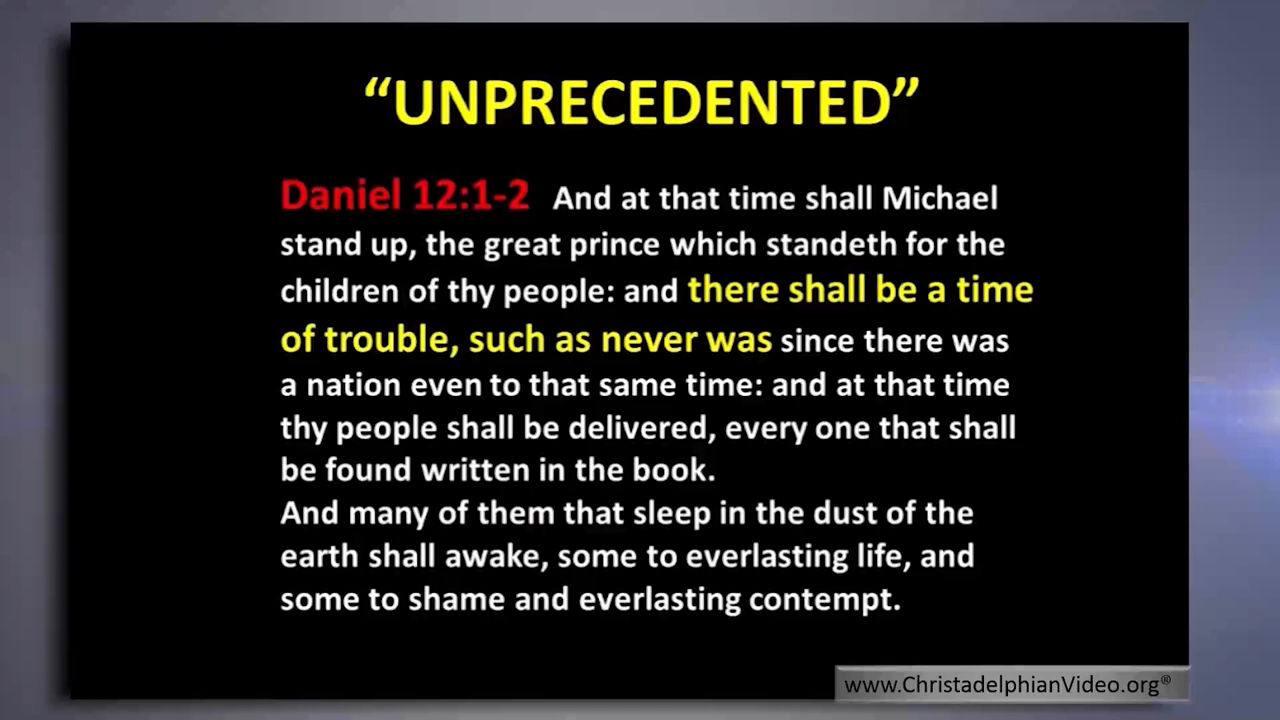 “UNPRECEDENTED”
Daniel 12:1-2 And at that time shall Michael
stand up, the great prince which standeth for the
children of thy people: and there shall be a time
of trouble, such as never was since there was
a nation even to that same time: and at that time
thy people shall be delivered, every one that shall
be found written in the book.
And many of them that sleep in the dust of the
earth shall awake, some to everlasting life, and
some to shame and everlasting contempt.
www.ChristadelphianVideo.org®